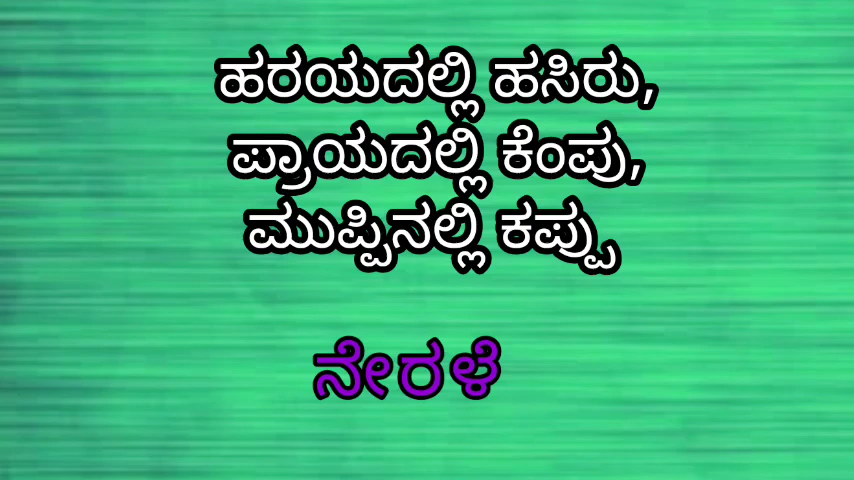 ಹರಯದಲ್ಲಿ ಹಸಿರು,
ಪ್ರಾಯದಲ್ಲಿ ಕೆಂಪು,
ಮುಪ್ಪಿನಲ್ಲಿ ಕಪ್ಪು
ನೇರಳೆ